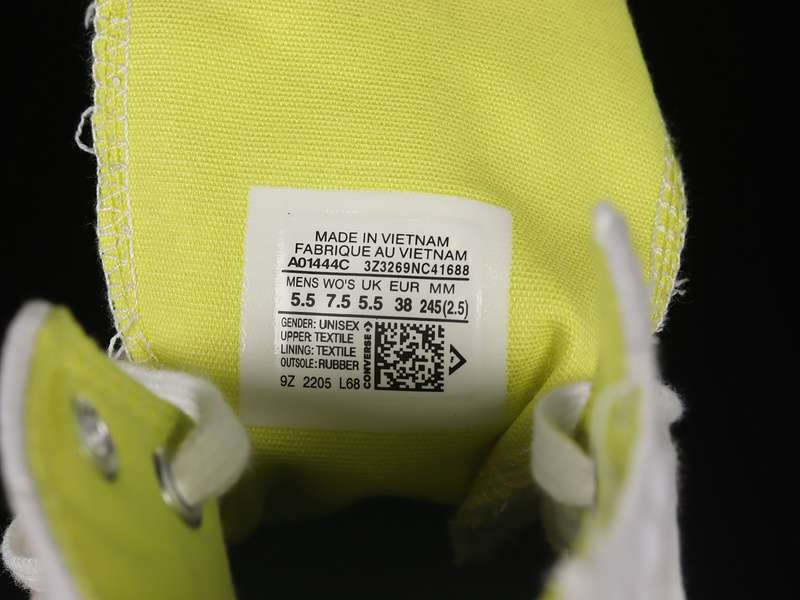 MADE IN VIETNAM
FABRIQUE AU VIETNAM
A01444C 3Z3269NC41688
MENS WO'S UK EUR MM
5.5 7.5 5.5 38 245(2.5)
GENDER: UNISEX
UPPER: TEXTILE
LINING: TEXTILE
OUTSOLE: RUBBER
9Z 2205 L68
CONVERSE